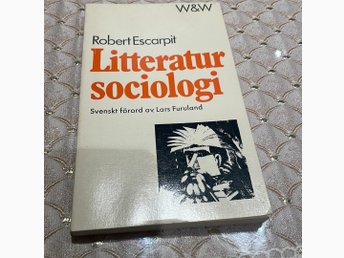 W&W
Robert Escarpit
Litteratur
sociologi
Svenskt förord av Lars Furuland